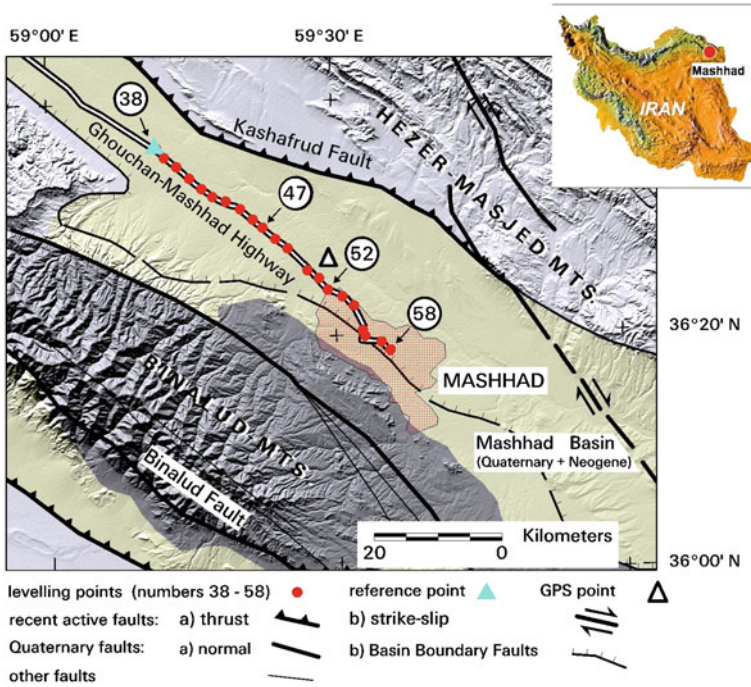 59°00' E
59°30' E
Mashhad
IRAN
38
Kashafrud Fault
HEZER-MASJED MTS.
Ghouchan-Mashhad Highway
47
52
58
36°20' N
BINALUD MTS.
MASHHAD
Binalud Fault
Mashhad Basin
(Quaternary + Neogene)
Kilometers
20 0
36°00' N
levelling points (numbers 38 - 58) reference point GPS point
recent active faults: a) thrust b) strike-slip
Quaternary faults: a) normal b) Basin Boundary Faults
other faults